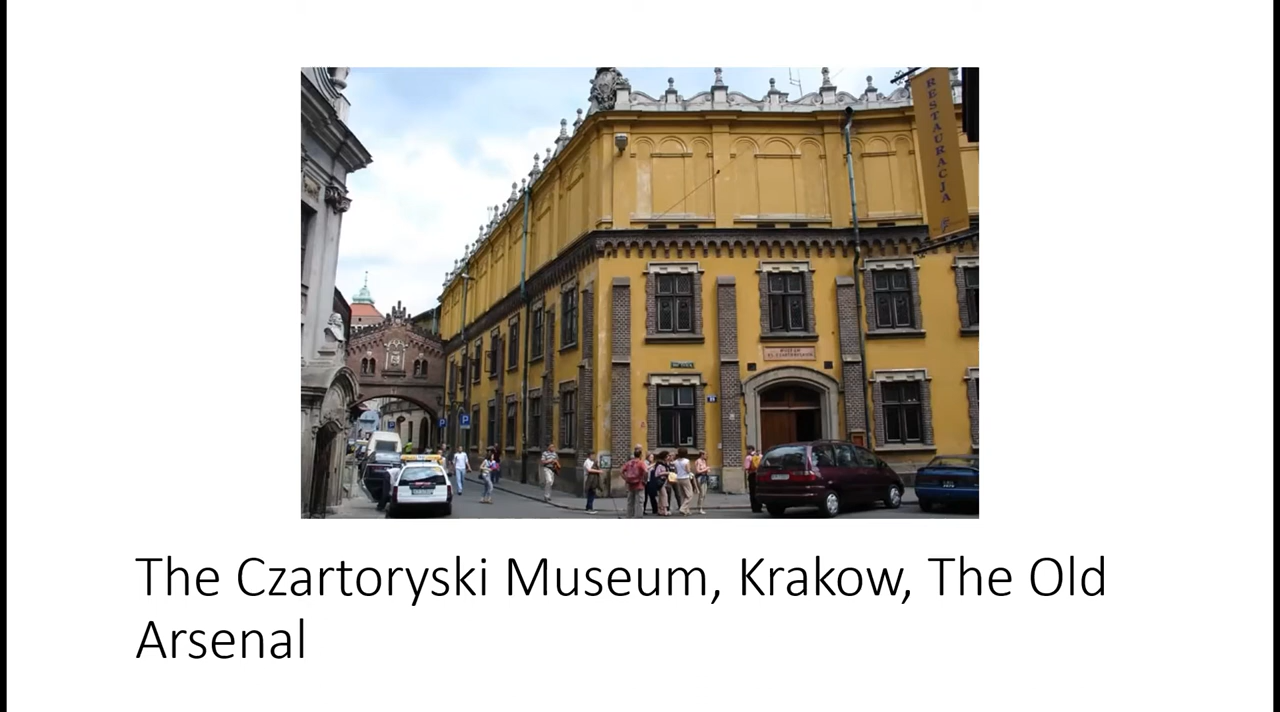 RESTAURACJA
The Czartoryski Museum, Krakow, The Old
Arsenal